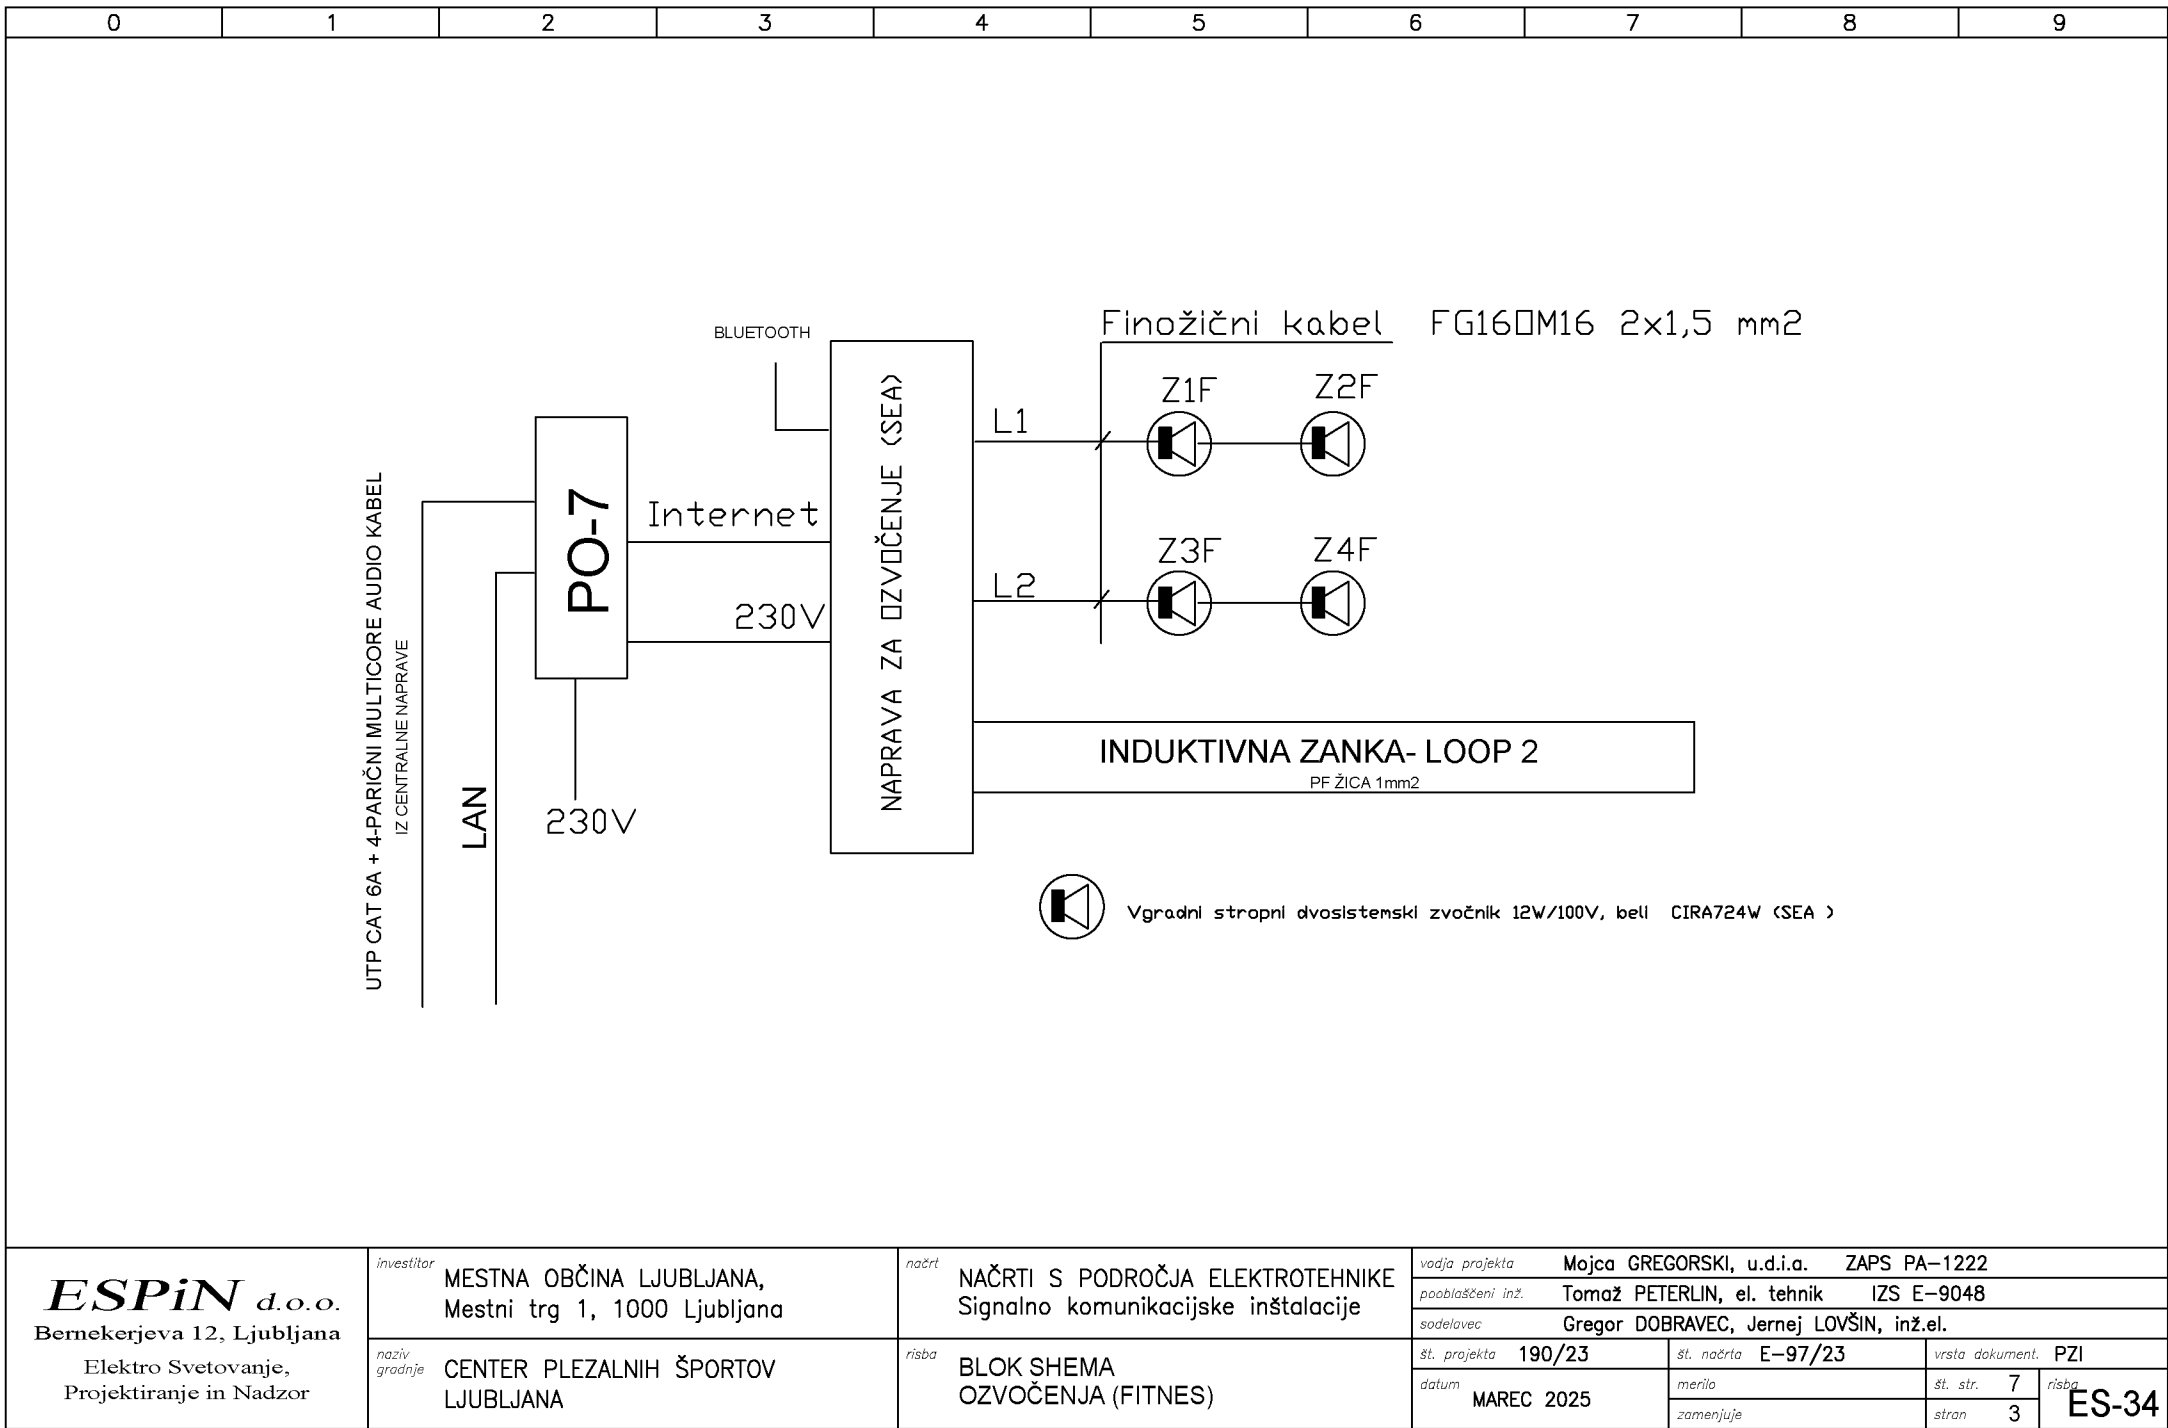 0 1 2 3 4 5 6 7 8 9
Finožični kabel FG16OM16 2x1,5 mm2
BLUETOOTH
Z1F Z2F
L1
NAPRAVA ZA OZVOČENJE (SEA)
PO-7
Internet
Z3F Z4F
L2
230V
UTP CAT 6A + 4-PARIČNI MULTICORE AUDIO KABEL
IZ CENTRALNE NAPRAVE
LAN
230V
INDUKTIVNA ZANKA- LOOP 2
PF ŽICA 1mm2
Vgradni stropni dvosistemski zvočnik 12W/100V, beli CIRA724W (SEA )
ESPiN d.o.o.
Bernekerjeva 12, Ljubljana
Elektro Svetovanje,
Projektiranje in Nadzor
investitor
MESTNA OBČINA LJUBLJANA,
Mestni trg 1, 1000 Ljubljana
naziv
gradnje
CENTER PLEZALNIH ŠPORTOV
LJUBLJANA
načrt
NAČRTI S PODROČJA ELEKTROTEHNIKE
Signalno komunikacijske inštalacije
risba
BLOK SHEMA
OZVOČENJA (FITNES)
vodja projekta Mojca GREGORSKI, u.d.i.a. ZAPS PA-1222
pooblaščeni inž. Tomaž PETERLIN, el. tehnik IZS E-9048
sodelavec Gregor DOBRAVEC, Jernej LOVŠIN, inž.el.
št. projekta 190/23 št. načrta E-97/23 vrsta dokument. PZI
datum MAREC 2025
merilo
zamenjuje
št. str. 7
stran 3
risba ES-34